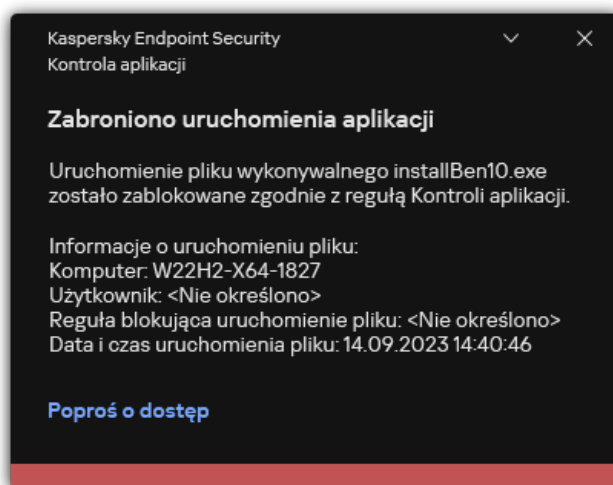 Kaspersky Endpoint Security
Kontrola aplikacji
Zabroniono uruchomienia aplikacji
Uruchomienie pliku wykonywalnego installBen10.exe
zostało zablokowane zgodnie z regułą Kontroli aplikacji.
Informacje o uruchomieniu pliku:
Komputer: W22H2-X64-1827
Użytkownik: <Nie określono>
Reguła blokująca uruchomienie pliku: <Nie określono>
Data i czas uruchomienia pliku: 14.09.2023 14:40:46
Poproś o dostęp